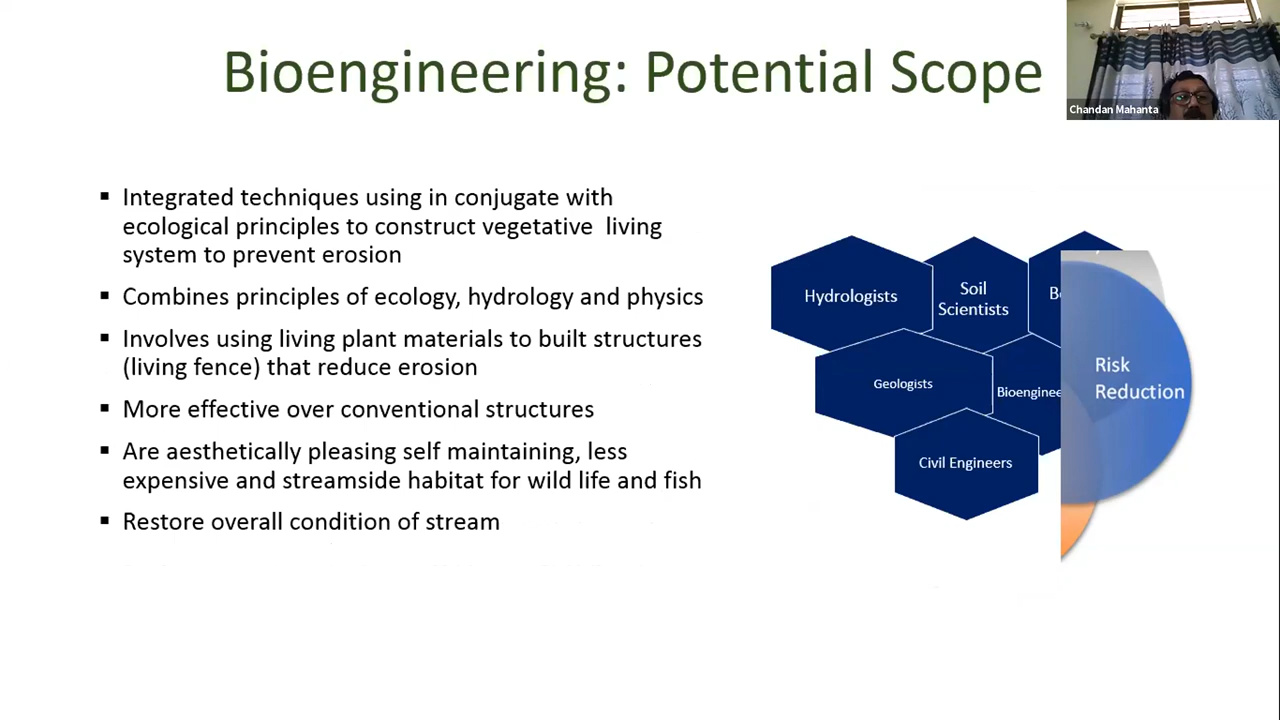 Bioengineering: Potential Scope
Chandan Mahanta
▪ Integrated techniques using in conjugate with
ecological principles to construct vegetative living
system to prevent erosion
▪ Combines principles of ecology, hydrology and physics
▪ Involves using living plant materials to built structures
(living fence) that reduce erosion
▪ More effective over conventional structures
▪ Are aesthetically pleasing self maintaining, less
expensive and streamside habitat for wild life and fish
▪ Restore overall condition of stream
Hydrologists
Soil
Scientists
Geologists
Civil Engineers
Risk
Reduction